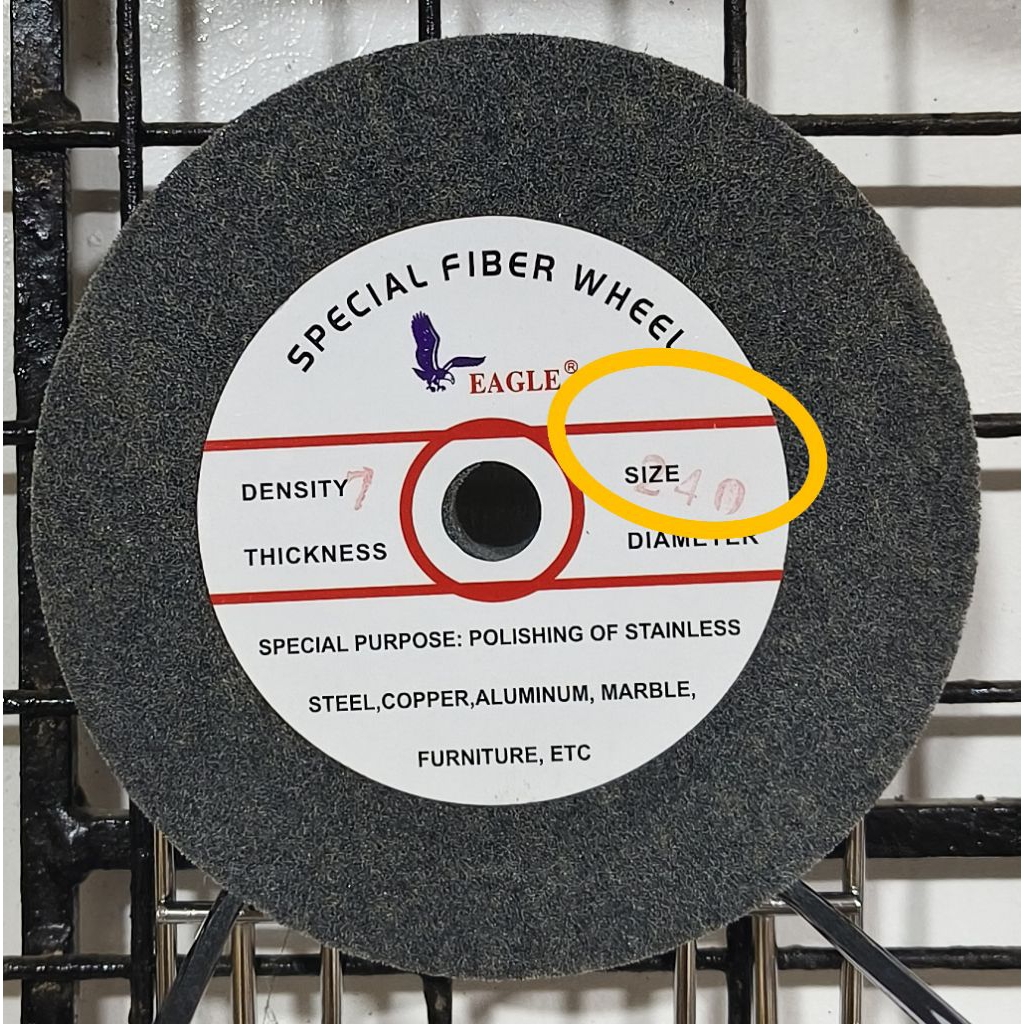 SPECIAL FIBER WHEEL
EAGLE®
DENSITY 7
SIZE 240
THICKNESS
DIAMETER
SPECIAL PURPOSE: POLISHING OF STAINLESS
STEEL,COPPER,ALUMINUM, MARBLE,
FURNITURE, ETC